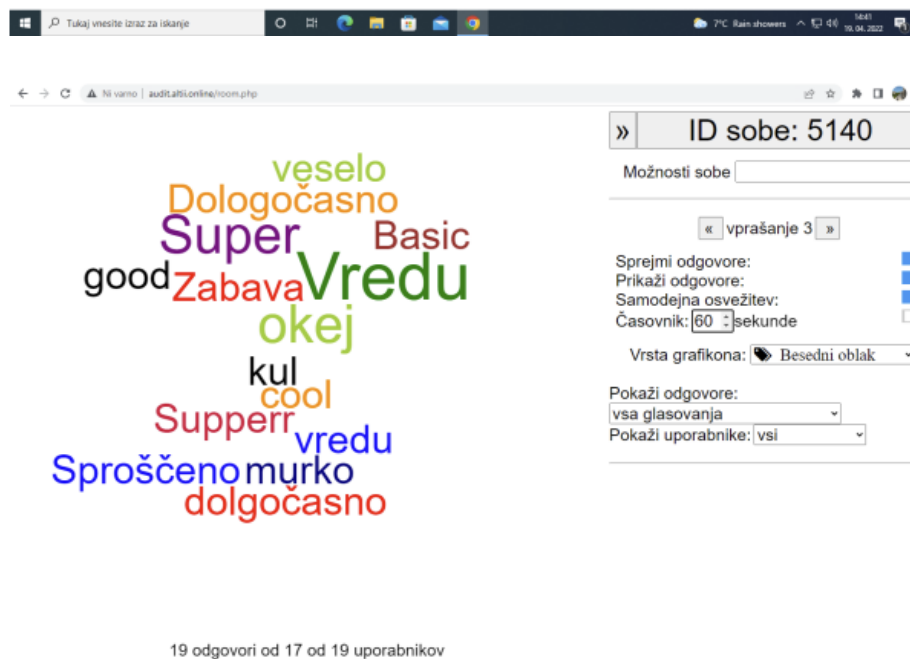 Tukaj vnesite izraz za iskanje
7°C Rain showers
14:41
19. 04. 2022
Ni varno | audit.altii.online/room.php
» ID sobe: 5140
Možnosti sobe
« vprašanje 3 »
Sprejmi odgovore:
Prikaži odgovore:
Samodejna osvežitev:
Časovnik: 60 sekunde
Vrsta grafikona: Besedni oblak
Pokaži odgovore:
vsa glasovanja
Pokaži uporabnike: vsi
veselo
Dologočasno
Super Basic
good Zabava Vredu
okej
kul
cool
Supperr
vredu
Sproščeno murko
dolgočasno
19 odgovori od 17 od 19 uporabnikov